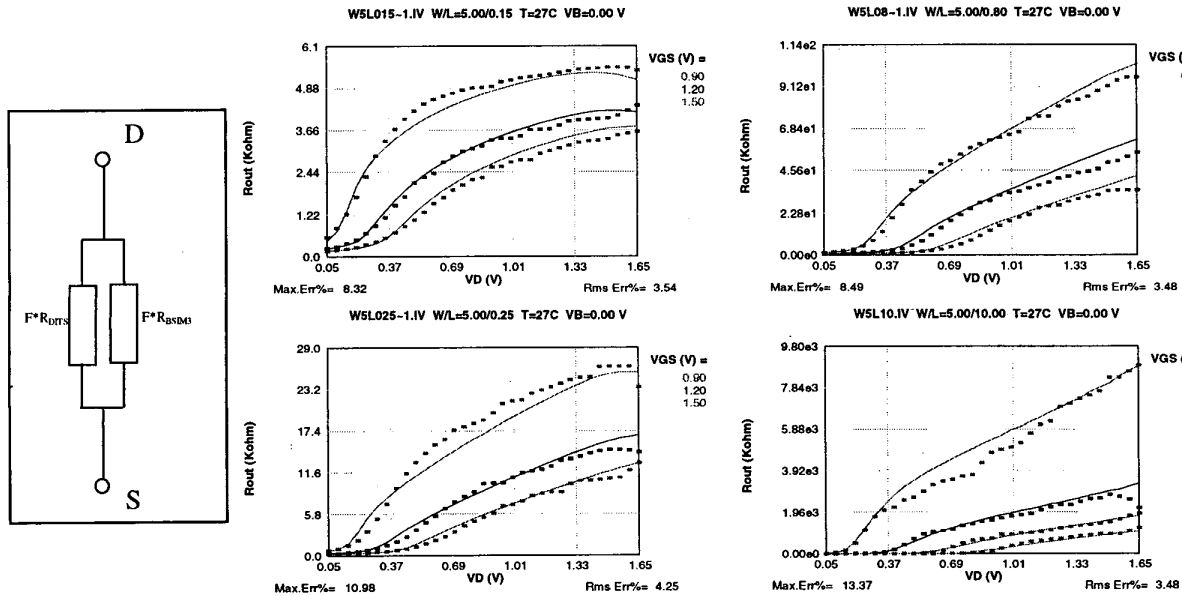 D
F*RDITS
F*RBSIM3
S
W5L015~1.IV W/L=5.00/0.15 T=27C VB=0.00 V
Rout (Kohm)
6.1
4.88
3.66
2.44
1.22
0.0
0.05 0.37 0.69 1.01 1.33 1.65
VD (V)
Max.Err%= 8.32
Rms Err%= 3.54
VGS (V) =
0.90
1.20
1.50
W5L08~1.IV W/L=5.00/0.80 T=27C VB=0.00 V
Rout (Kohm)
1.14e2
9.12e1
6.84e1
4.56e1
2.28e1
0.00e0
0.05 0.37 0.69 1.01 1.33 1.65
VD (V)
Max.Err%= 8.49
Rms Err%= 3.48
VGS (
W5L025~1.IV W/L=5.00/0.25 T=27C VB=0.00 V
Rout (Kohm)
29.0
23.2
17.4
11.6
5.8
0.0
0.05 0.37 0.69 1.01 1.33 1.65
VD (V)
Max.Err%= 10.98
Rms Err%= 4.25
VGS (V) =
0.90
1.20
1.50
W5L10.IV W/L=5.00/10.00 T=27C VB=0.00 V
Rout (Kohm)
9.80e3
7.84e3
5.88e3
3.92e3
1.96e3
0.00e0
0.05 0.37 0.69 1.01 1.33 1.65
VD (V)
Max.Err%= 13.37
Rms Err%= 3.48
VGS (